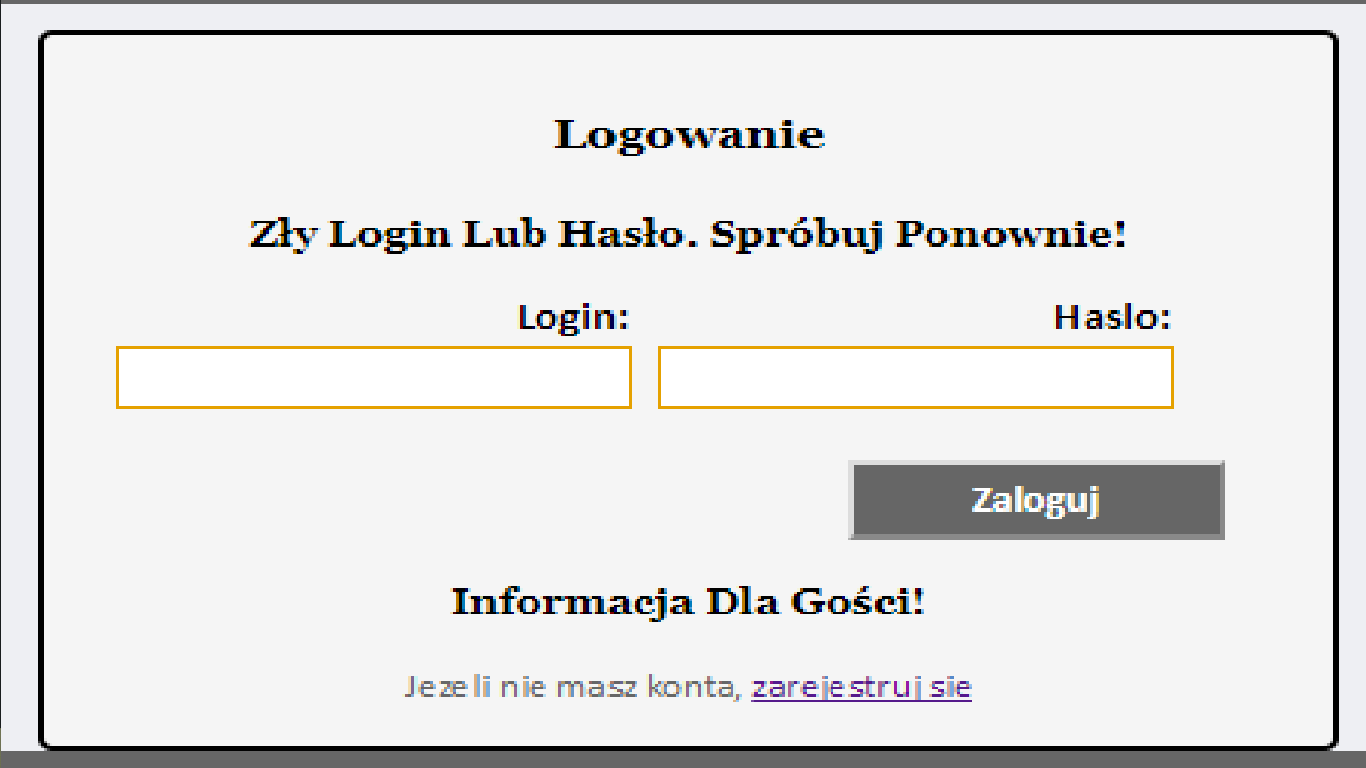 Logowanie
Zły Login Lub Hasło. Spróbuj Ponownie!
Login: Haslo:
Zaloguj
Informacja Dla Gości!
Jezeli nie masz konta, zarejestruj sie